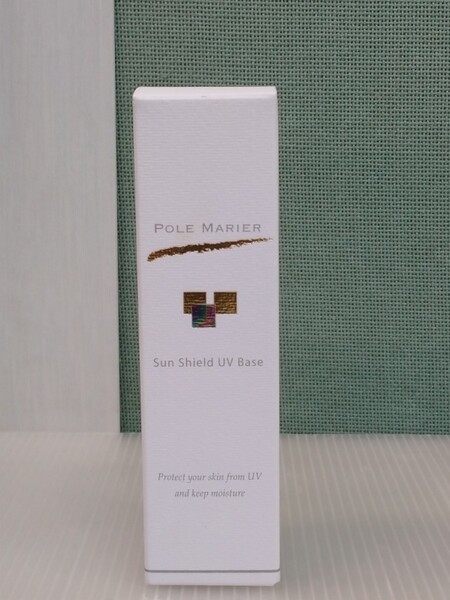 POLE MARIER
Sun Shield UV Base
Protect your skin from UV
and keep moisture